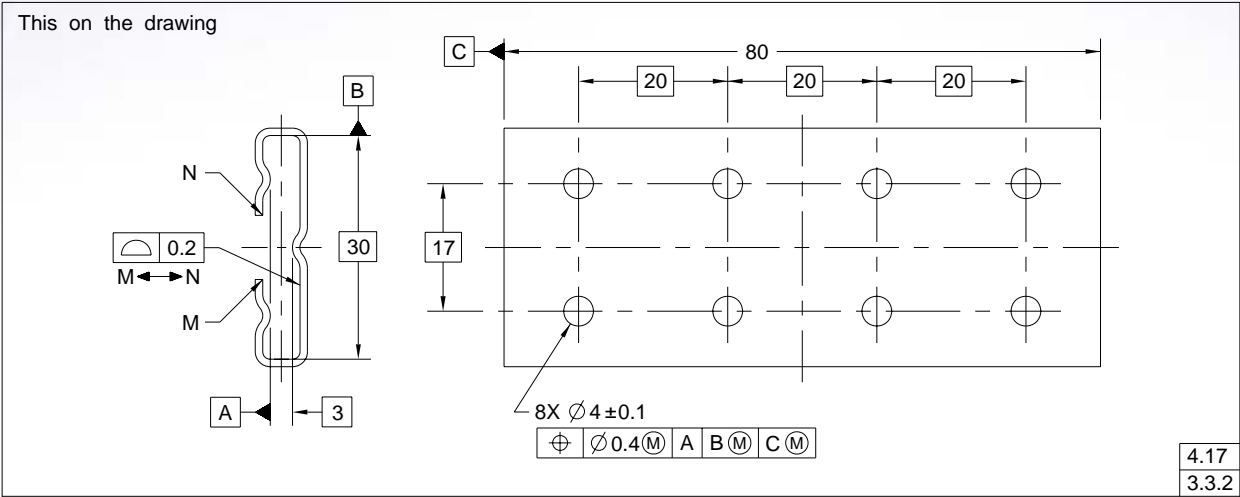 This on the drawing
C
80
20 20 20
B
N
⌓ 0.2
M ↔ N
30
17
M
A
3
8X ⌀4±0.1
⌖ ⌀0.4Ⓜ A BⓂ CⓂ
4.17
3.3.2